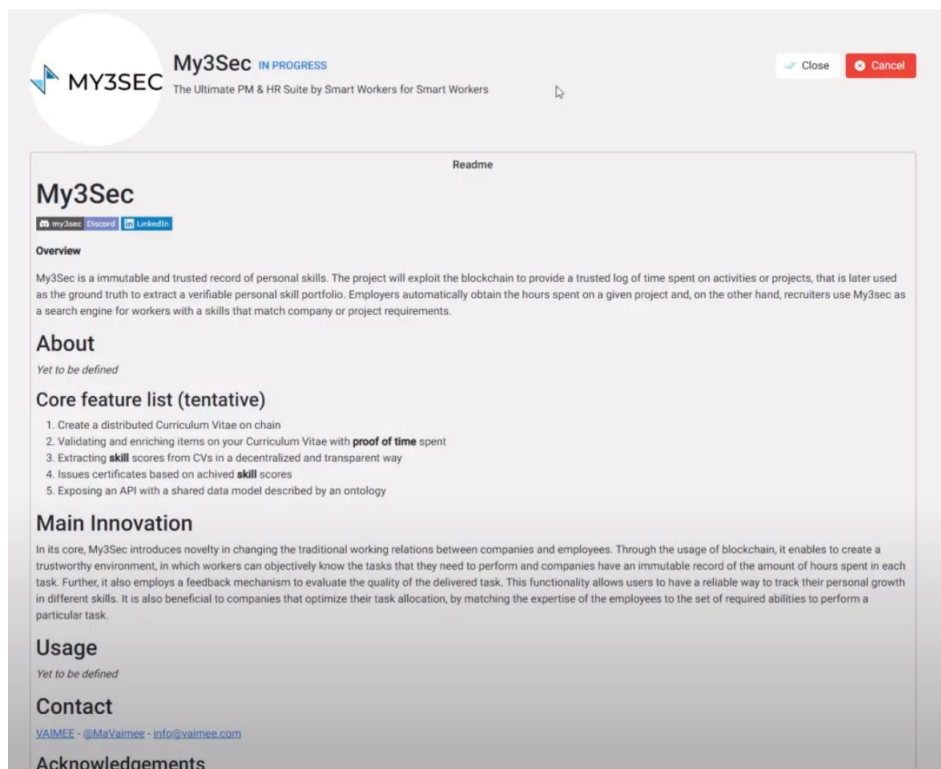 MY3SEC
My3Sec IN PROGRESS
The Ultimate PM & HR Suite by Smart Workers for Smart Workers
Close
Cancel
Readme
My3Sec
my3sec Discord LinkedIn
Overview
My3Sec is a immutable and trusted record of personal skills. The project will exploit the blockchain to provide a trusted log of time spent on activities or projects, that is later used
as the ground truth to extract a verifiable personal skill portfolio. Employers automatically obtain the hours spent on a given project and, on the other hand, recruiters use My3sec as
a search engine for workers with a skills that match company or project requirements.
About
Yet to be defined
Core feature list (tentative)
1. Create a distributed Curriculum Vitae on chain
2. Validating and enriching items on your Curriculum Vitae with proof of time spent
3. Extracting skill scores from CVs in a decentralized and transparent way
4. Issues certificates based on achived skill scores
5. Exposing an API with a shared data model described by an ontology
Main Innovation
In its core, My3Sec introduces novelty in changing the traditional working relations between companies and employees. Through the usage of blockchain, it enables to create a
trustworthy environment, in which workers can objectively know the tasks that they need to perform and companies have an immutable record of the amount of hours spent in each
task. Further, it also employs a feedback mechanism to evaluate the quality of the delivered task. This functionality allows users to have a reliable way to track their personal growth
in different skills. It is also beneficial to companies that optimize their task allocation, by matching the expertise of the employees to the set of required abilities to perform a
particular task.
Usage
Yet to be defined
Contact
VAIMEE - @MaVaimee - info@vaimee.com
Acknowledgements